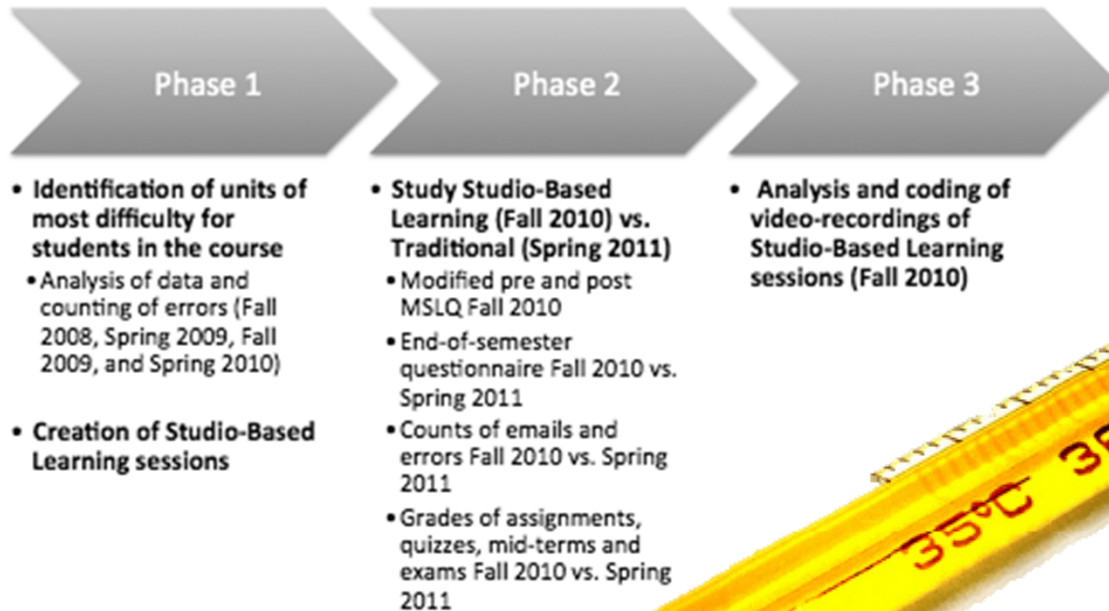 Phase 1
• Identification of units of
most difficulty for
students in the course
• Analysis of data and
counting of errors (Fall
2008, Spring 2009, Fall
2009, and Spring 2010)
• Creation of Studio-Based
Learning sessions
Phase 2
• Study Studio-Based
Learning (Fall 2010) vs.
Traditional (Spring 2011)
• Modified pre and post
MSLQ Fall 2010
• End-of-semester
questionnaire Fall 2010 vs.
Spring 2011
• Counts of emails and
errors Fall 2010 vs. Spring
2011
• Grades of assignments,
quizzes, mid-terms and
exams Fall 2010 vs. Spring
2011
Phase 3
• Analysis and coding of
video-recordings of
Studio-Based Learning
sessions (Fall 2010)
35°C